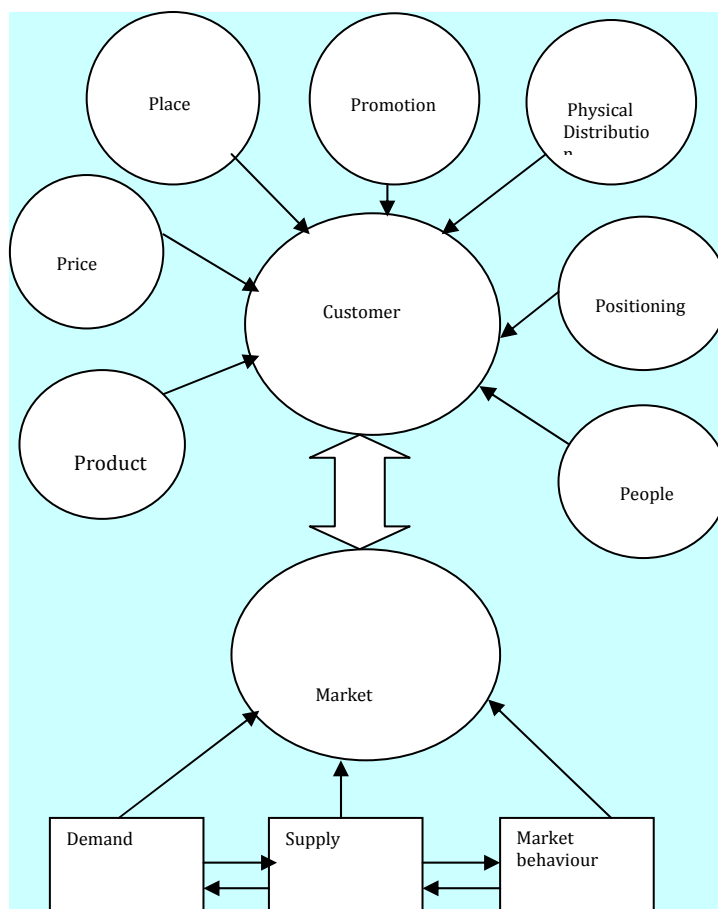 Place
Promotion
Physical
Distributio
n
Price
Customer
Positioning
Product
People
Market
Demand
Supply
Market
behaviour